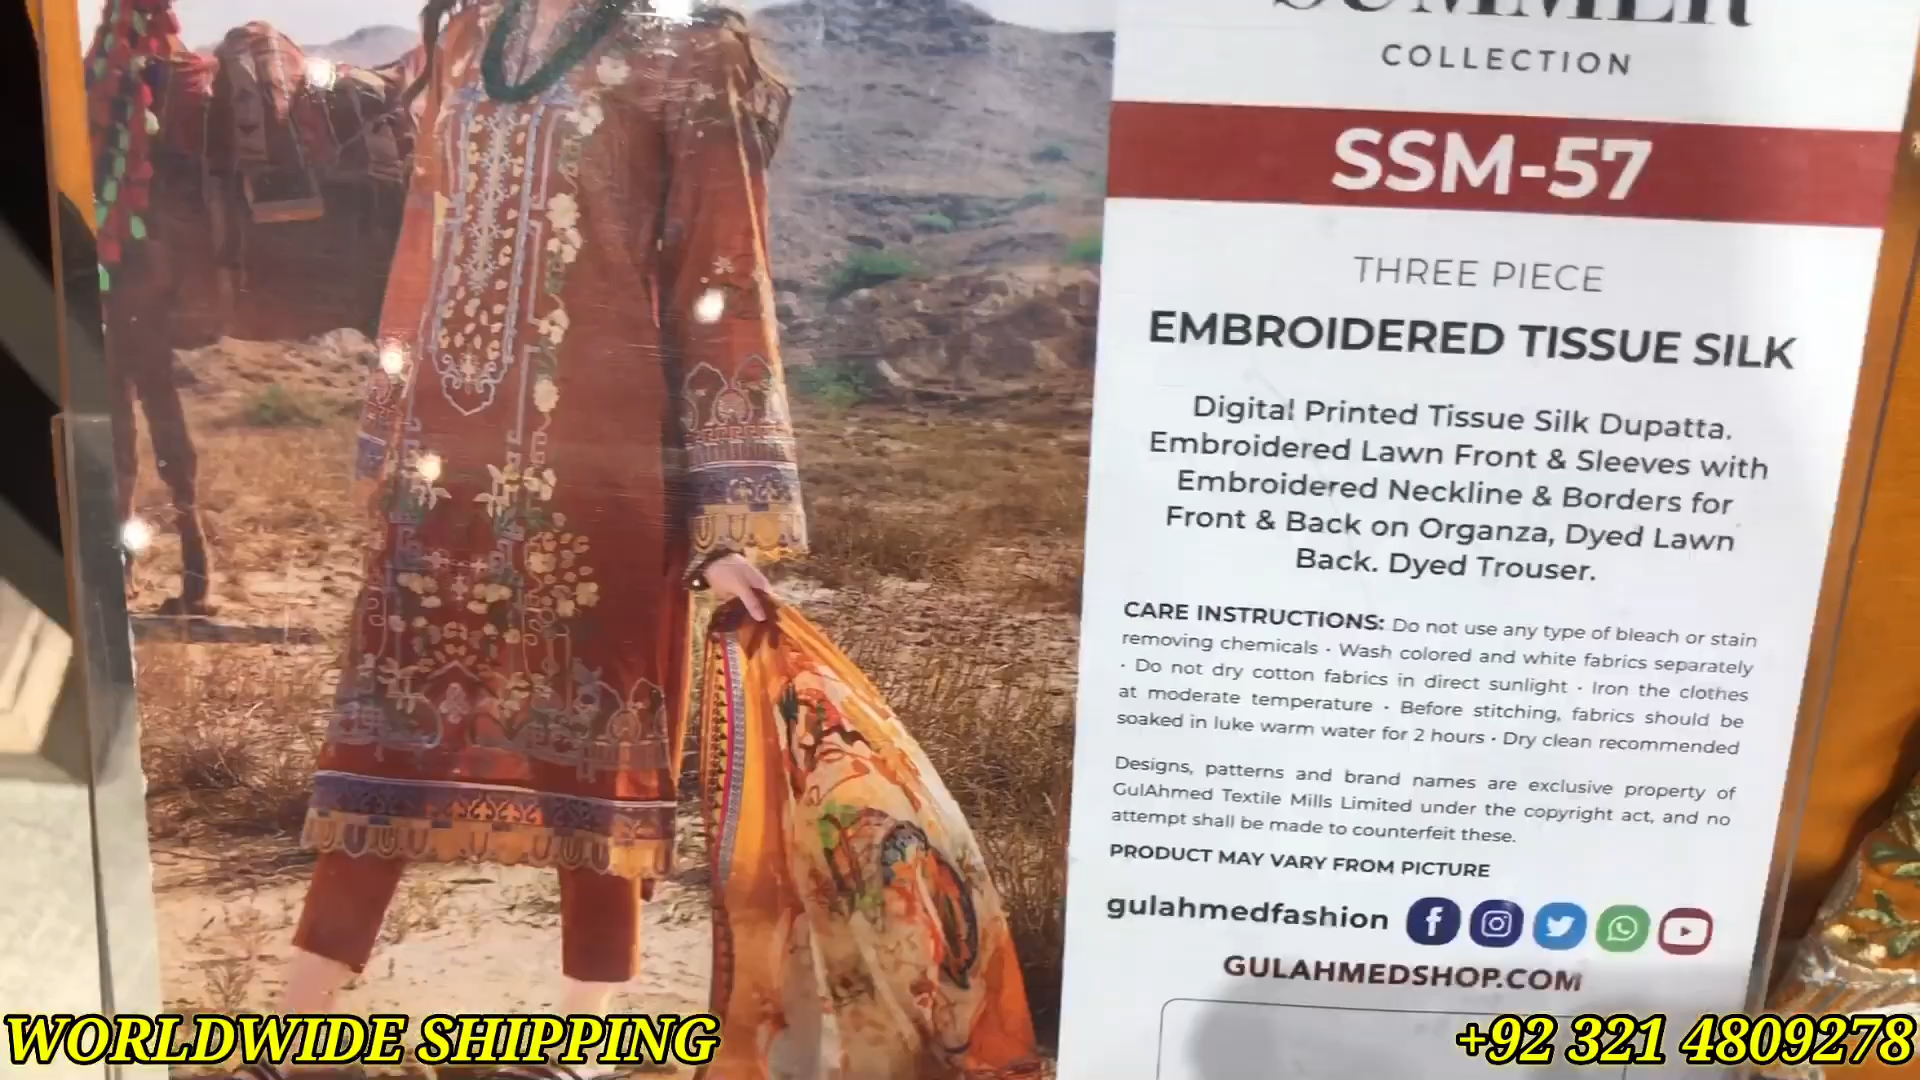 SUMMER
COLLECTION
SSM-57
THREE PIECE
EMBROIDERED TISSUE SILK
Digital Printed Tissue Silk Dupatta.
Embroidered Lawn Front & Sleeves with
Embroidered Neckline & Borders for
Front & Back on Organza, Dyed Lawn
Back. Dyed Trouser.
CARE INSTRUCTIONS: Do not use any type of bleach or stain
removing chemicals · Wash colored and white fabrics separately
· Do not dry cotton fabrics in direct sunlight · Iron the clothes
at moderate temperature · Before stitching, fabrics should be
soaked in luke warm water for 2 hours · Dry clean recommended
Designs, patterns and brand names are exclusive property of
GulAhmed Textile Mills Limited under the copyright act, and no
attempt shall be made to counterfeit these.
PRODUCT MAY VARY FROM PICTURE
gulahmedfashion
GULAHMEDSHOP.COM
WORLDWIDE SHIPPING
+92 321 4809278